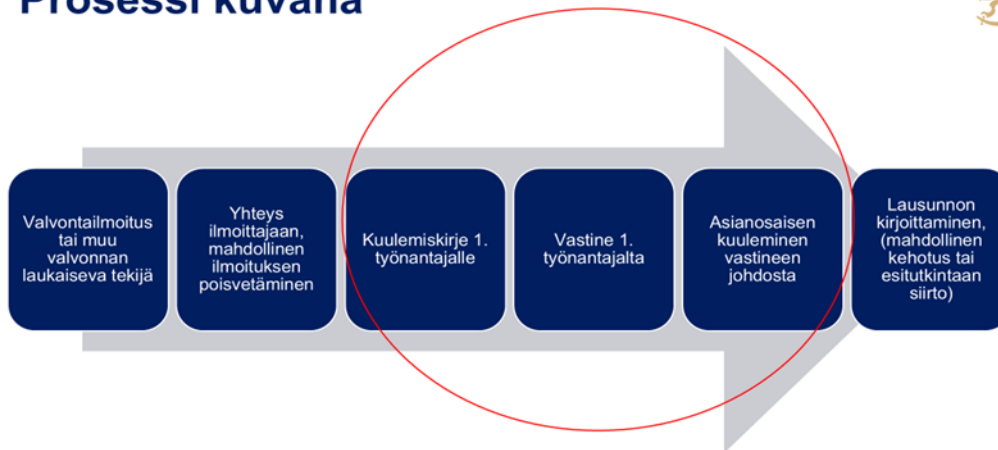 Prosessi kuvana
Valvontailmoitus
tai muu
valvonnan
laukaiseva tekijä
Yhteys
ilmoittajaan,
mahdollinen
ilmoituksen
poisvetäminen
Kuulemiskirje 1.
työnantajalle
Vastine 1.
työnantajalta
Asianosaisen
kuuleminen
vastineen
johdosta
Lausunnon
kirjoittaminen,
(mahdollinen
kehotus tai
esitutkintaan
siirto)